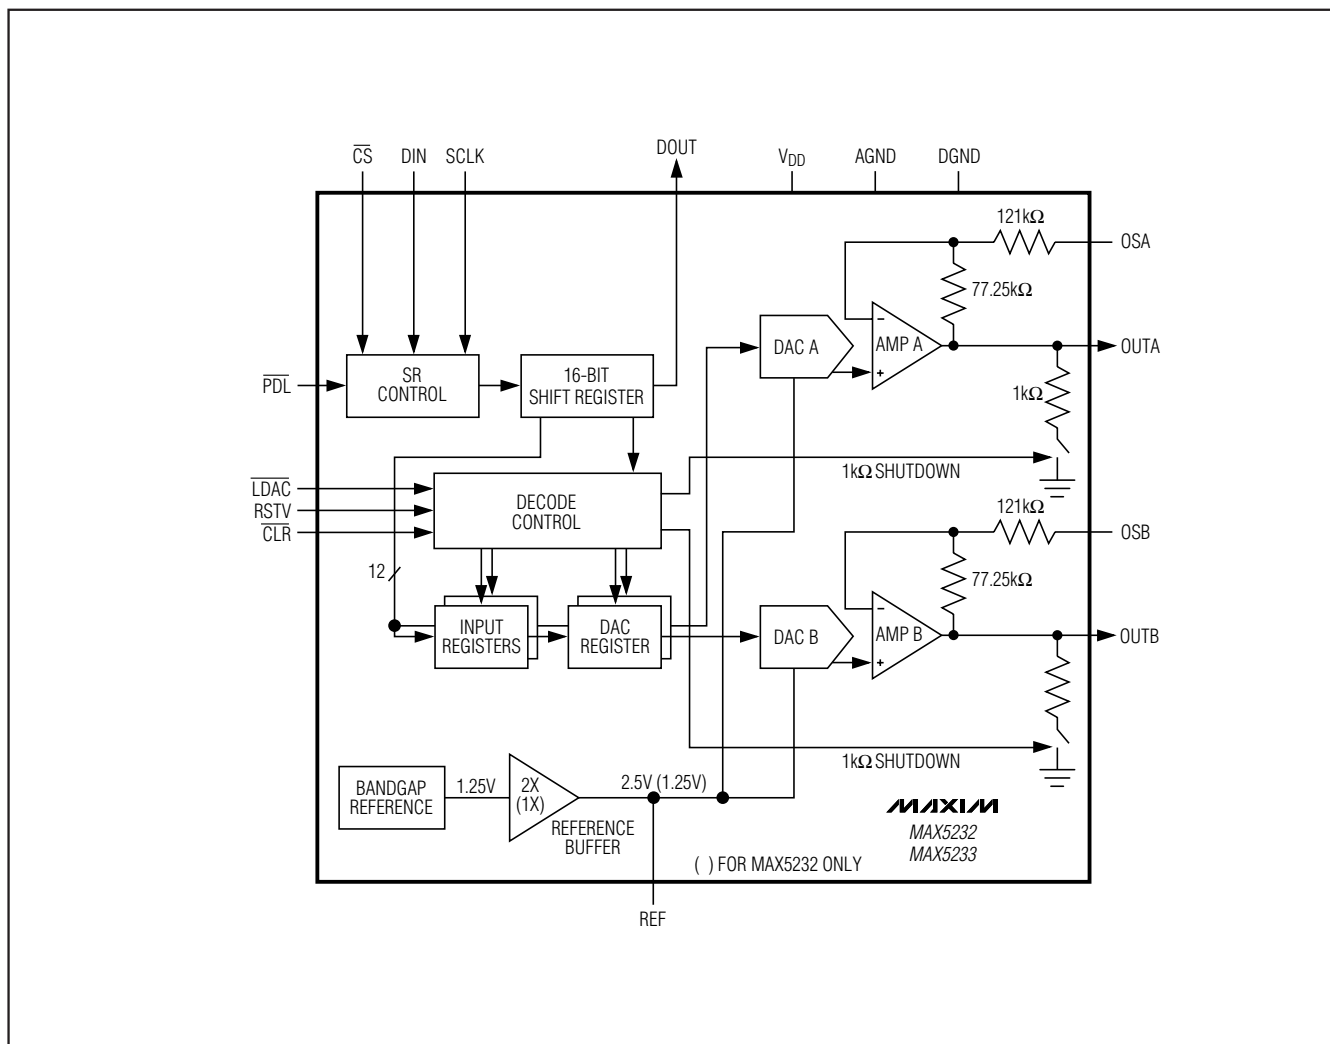 CS
DIN
SCLK
DOUT
VDD
AGND
DGND
121kΩ
OSA
77.25kΩ
DAC A
−
AMP A
+
OUTA
PDL
SR
CONTROL
16-BIT
SHIFT REGISTER
1kΩ
1kΩ SHUTDOWN
LDAC
RSTV
CLR
DECODE
CONTROL
121kΩ
OSB
77.25kΩ
12
INPUT
REGISTERS
DAC
REGISTER
DAC B
−
AMP B
+
OUTB
1kΩ SHUTDOWN
BANDGAP
REFERENCE
1.25V
2X
(1X)
REFERENCE
BUFFER
2.5V (1.25V)
MAXIM
MAX5232
MAX5233
( ) FOR MAX5232 ONLY
REF